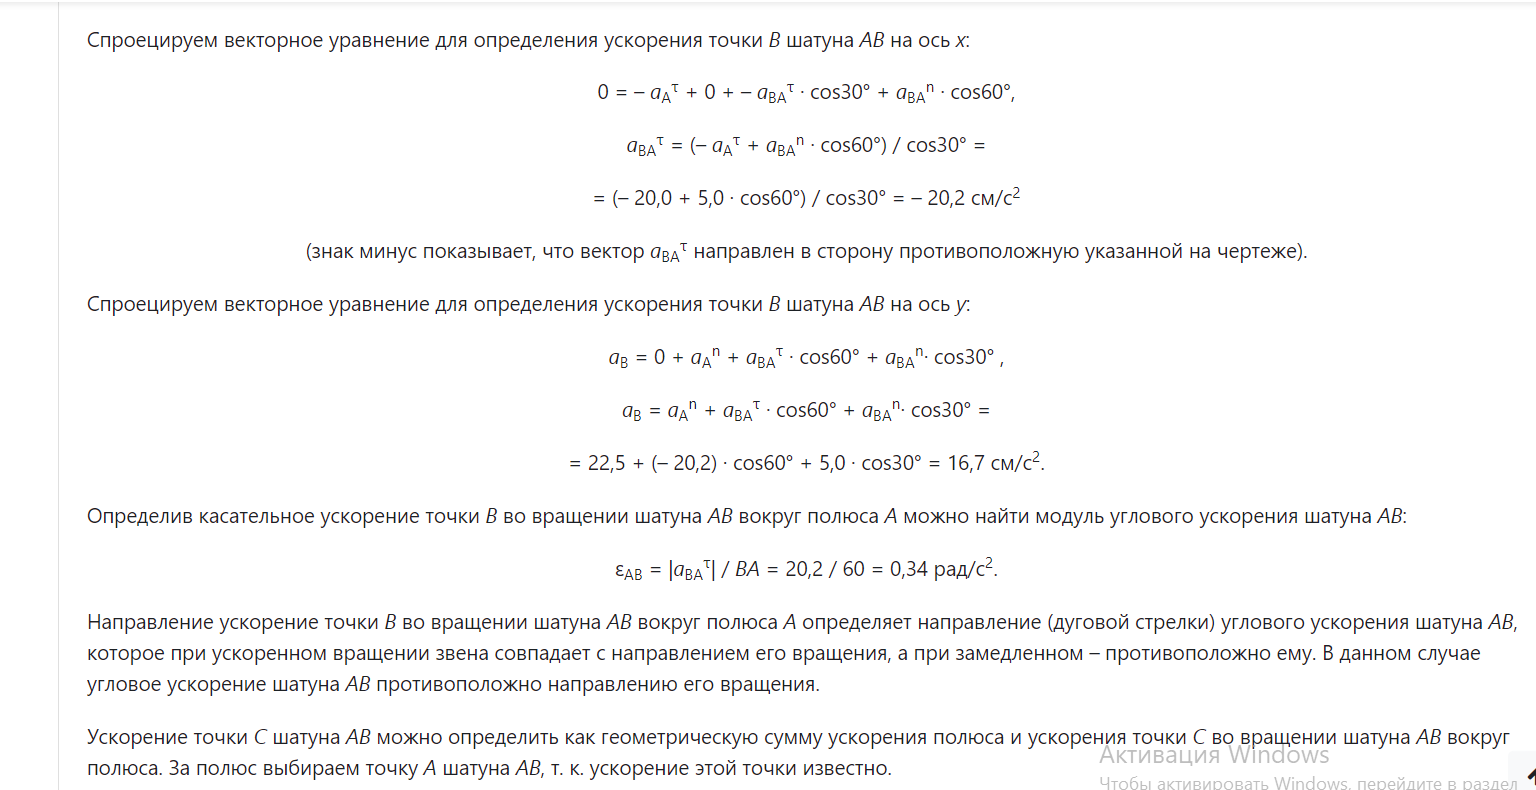 Спроецируем векторное уравнение для определения ускорения точки B шатуна AB на ось x:
0 = – aAτ + 0 + – aBAτ · cos30° + aBAn · cos60°,
aBAτ = (– aAτ + aBAn · cos60°) / cos30° =
= (– 20,0 + 5,0 · cos60°) / cos30° = – 20,2 см/с2
(знак минус показывает, что вектор aBAτ направлен в сторону противоположную указанной на чертеже).
Спроецируем векторное уравнение для определения ускорения точки B шатуна AB на ось y:
aB = 0 + aAn + aBAτ · cos60° + aBAn· cos30° ,
aB = aAn + aBAτ · cos60° + aBAn· cos30° =
= 22,5 + (– 20,2) · cos60° + 5,0 · cos30° = 16,7 см/с2.
Определив касательное ускорение точки B во вращении шатуна AB вокруг полюса A можно найти модуль углового ускорения шатуна AB:
εAB = |aBAτ| / BA = 20,2 / 60 = 0,34 рад/с2.
Направление ускорение точки B во вращении шатуна AB вокруг полюса A определяет направление (дуговой стрелки) углового ускорения шатуна AB,
которое при ускоренном вращении звена совпадает с направлением его вращения, а при замедленном – противоположно ему. В данном случае
угловое ускорение шатуна AB противоположно направлению его вращения.
Ускорение точки C шатуна AB можно определить как геометрическую сумму ускорения полюса и ускорения точки C во вращении шатуна AB вокруг
полюса. За полюс выбираем точку A шатуна AB, т. к. ускорение этой точки известно.
Активация Windows
Чтобы активировать Windows, перейдите в раздел